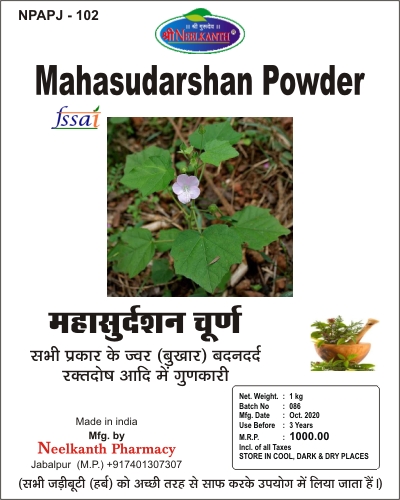 NPAPJ - 102
॥ श्री गुरुदेव ॥
श्री NEELKANTH
Mahasudarshan Powder
fssai
महासुर्दशन चूर्ण
सभी प्रकार के ज्वर (बुखार) बदनदर्द
रक्तदोष आदि में गुणकारी
Net. Weight. : 1 kg
Batch No : 086
Mfg. Date : Oct. 2020
Use Before : 3 Years
M.R.P. : 1000.00
Incl. of all Taxes
STORE IN COOL, DARK & DRY PLACES
Made in india
Mfg. by
Neelkanth Pharmacy
Jabalpur (M.P.) +917401307307
(सभी जड़ीबूटी (हर्ब) को अच्छी तरह से साफ करके उपयोग में लिया जाता हैं।)